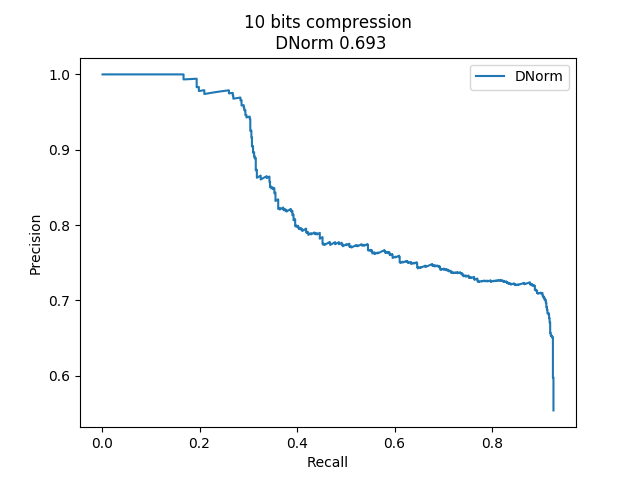 10 bits compression
DNorm 0.693
DNorm
1.0
0.9
0.8
0.7
0.6
Precision
0.0 0.2 0.4 0.6 0.8
Recall